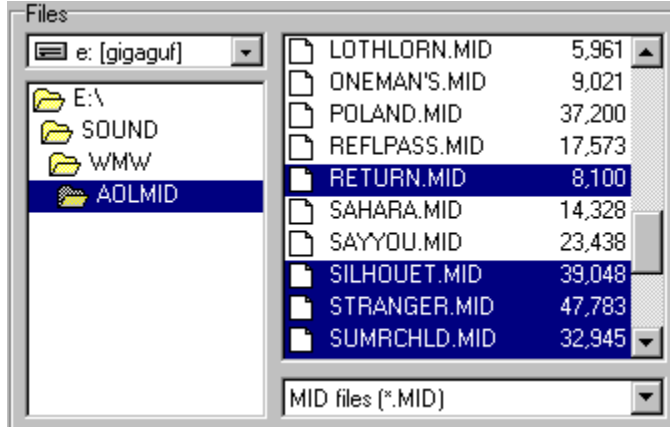 Files
e: [gigaguf]
E:\
SOUND
WMW
AOLMID
LOTHLORN.MID 5,961
ONEMAN'S.MID 9,021
POLAND.MID 37,200
REFLPASS.MID 17,573
RETURN.MID 8,100
SAHARA.MID 14,328
SAYYOU.MID 23,438
SILHOUET.MID 39,048
STRANGER.MID 47,783
SUMRCHLD.MID 32,945
MID files (*.MID)